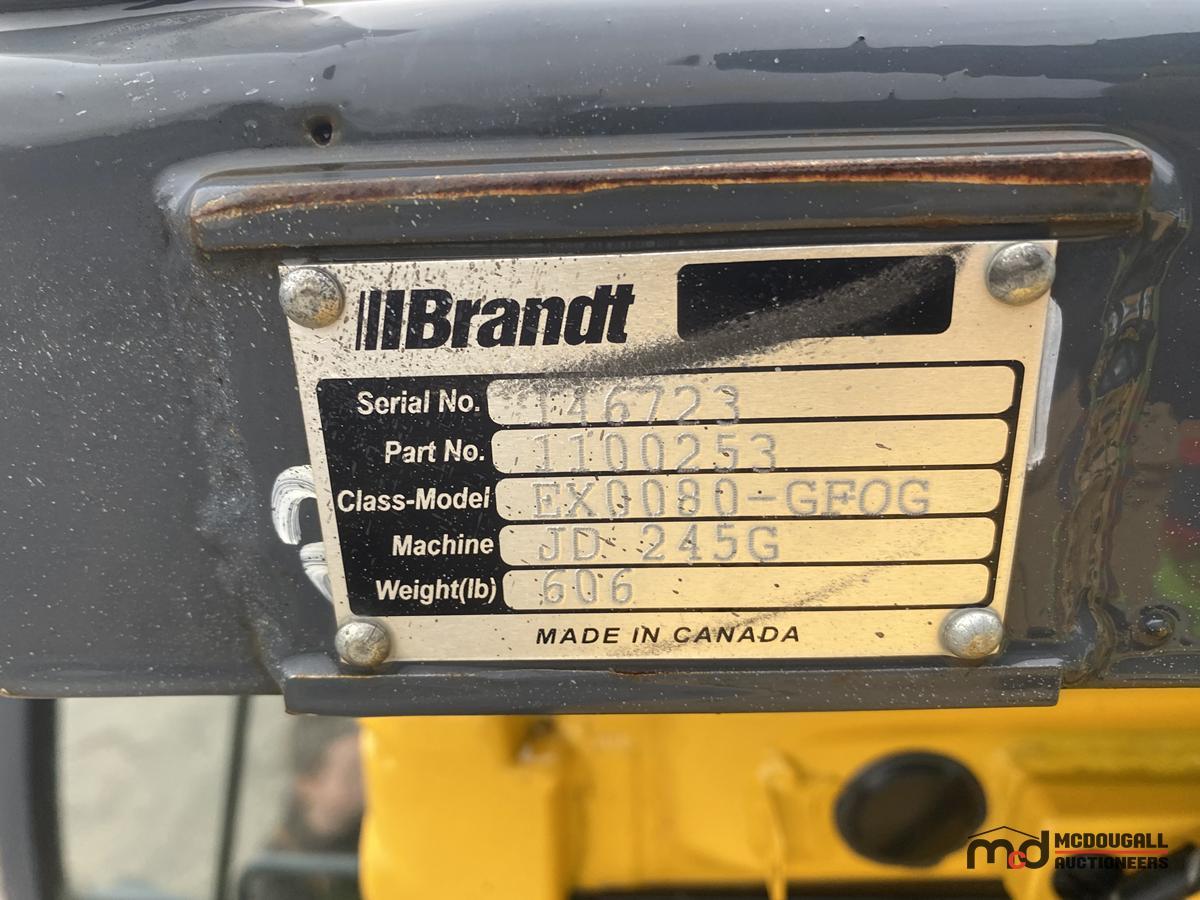 Brandt
Serial No. 146723
Part No. 1100253
Class-Model EX0080-GFOG
Machine JD 245G
Weight(lb) 606
MADE IN CANADA
mcd MCDOUGALL
AUCTIONEERS